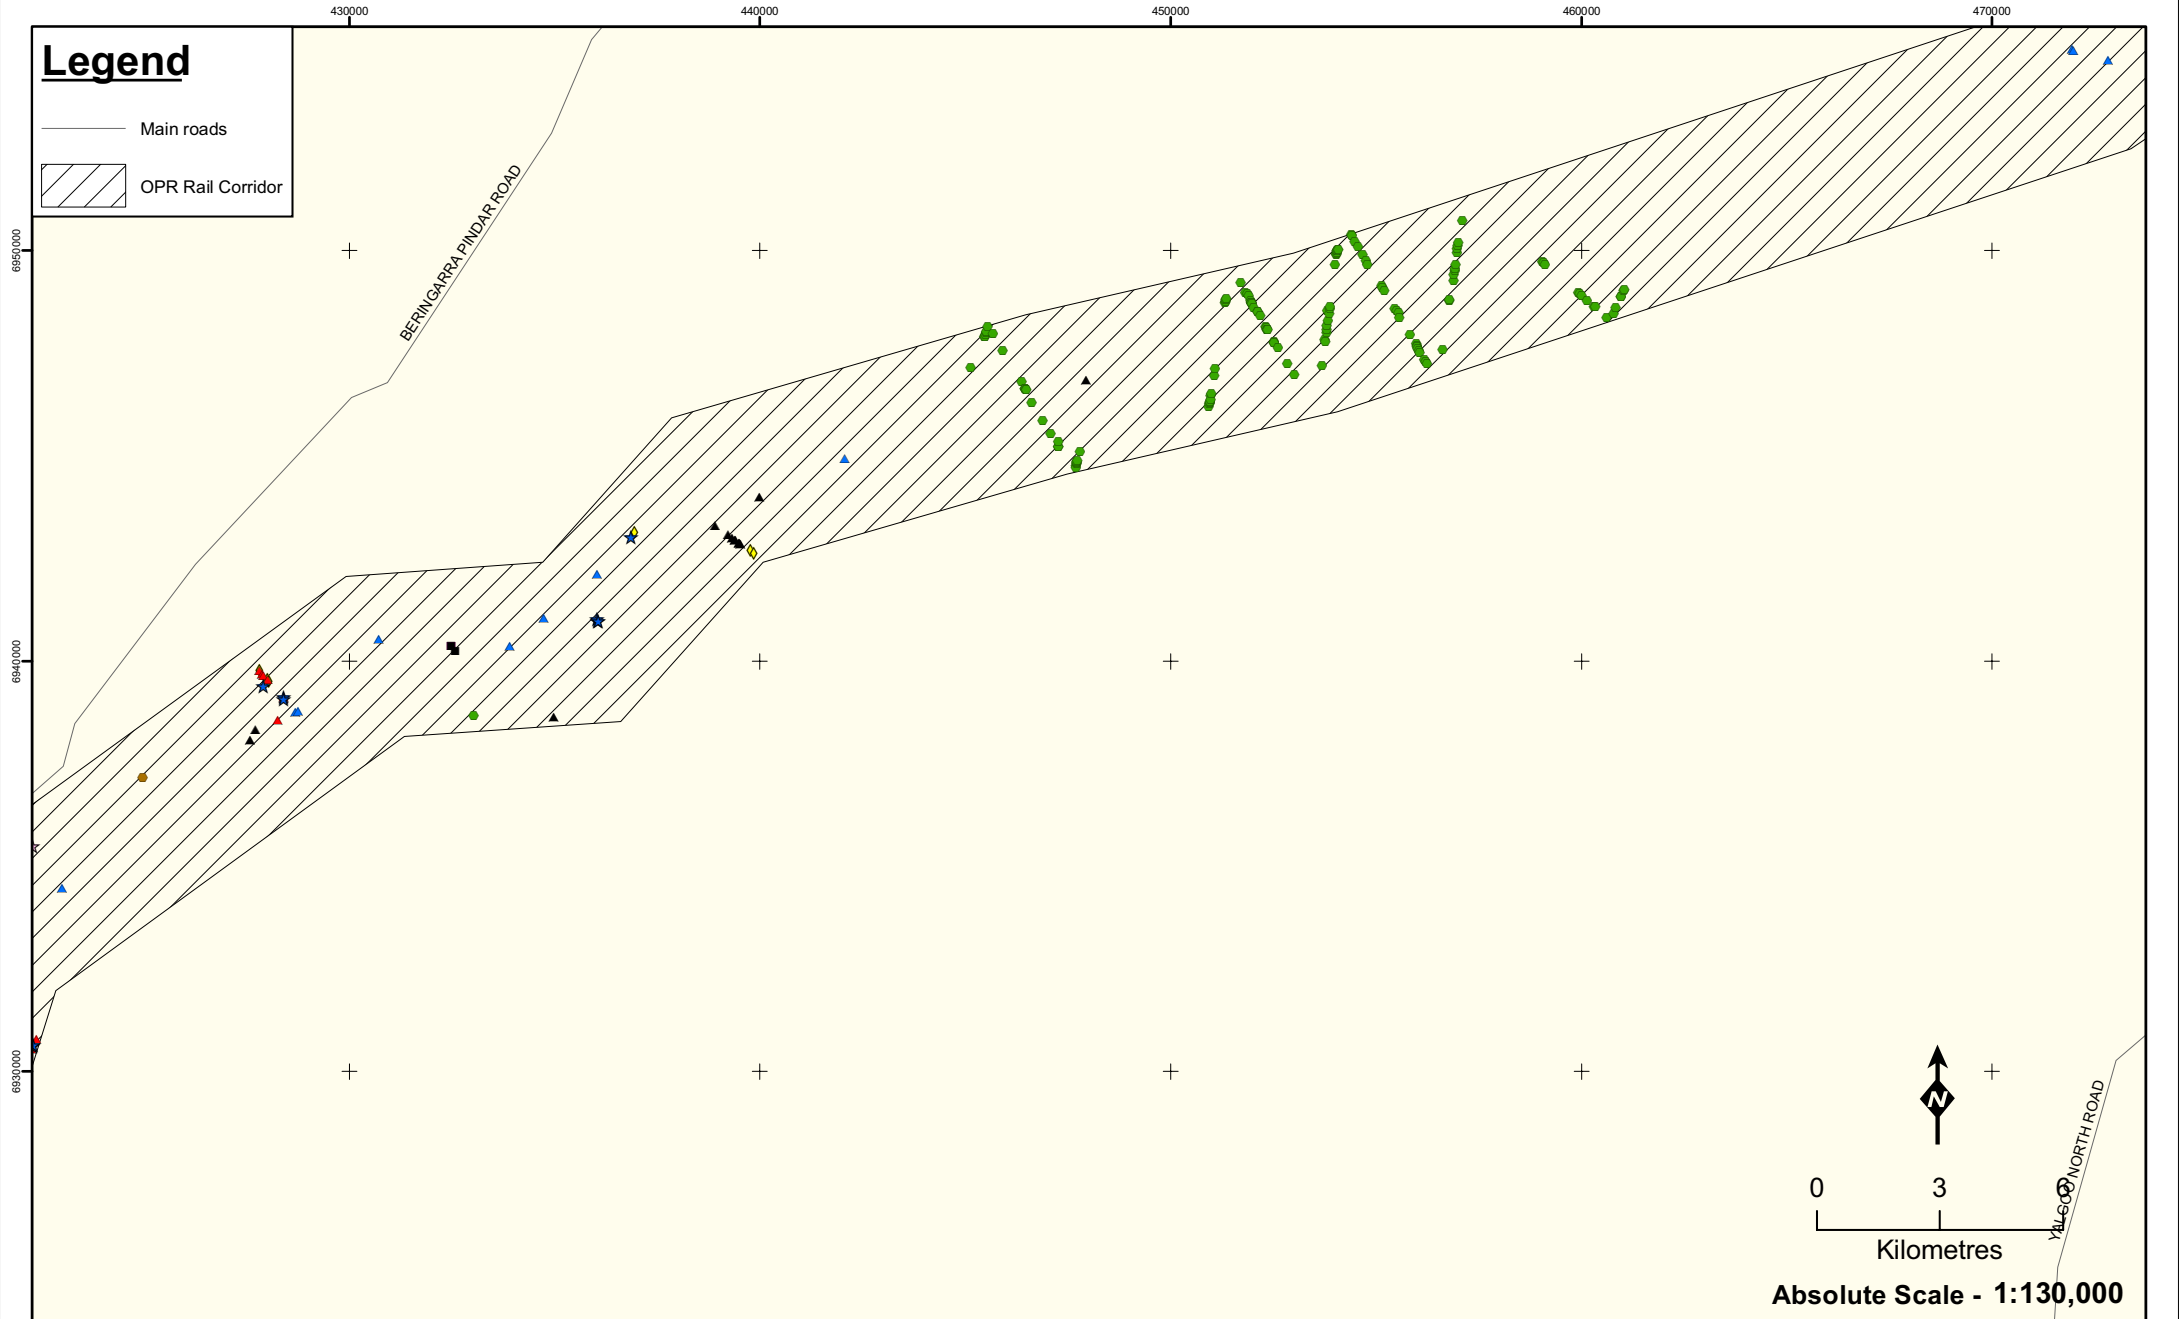 430000
440000
450000
460000
470000
Legend
Main roads
OPR Rail Corridor
BERINGARRA PINDAR ROAD
6950000
6940000
6930000
N
YALGOO NORTH ROAD
0 3 6
Kilometres
Absolute Scale - 1:130,000